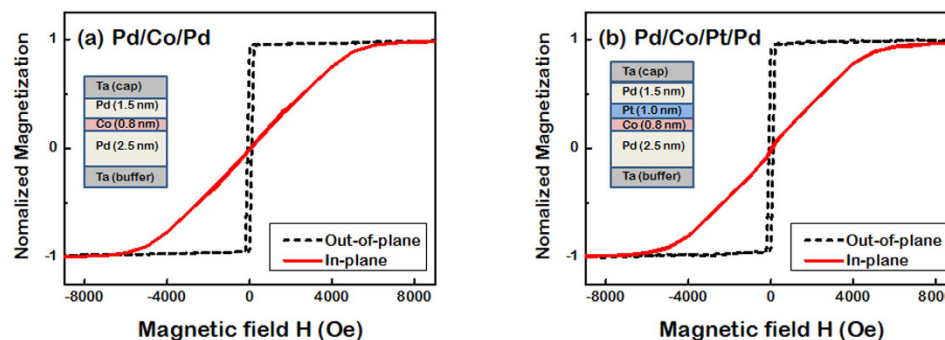 (a) Pd/Co/Pd
Normalized Magnetization
1
0
-1
Ta (cap)
Pd (1.5 nm)
Co (0.8 nm)
Pd (2.5 nm)
Ta (buffer)
Out-of-plane
In-plane
-8000 -4000 0 4000 8000
Magnetic field H (Oe)
(b) Pd/Co/Pt/Pd
Normalized Magnetization
1
0
-1
Ta (cap)
Pd (1.5 nm)
Pt (1.0 nm)
Co (0.8 nm)
Pd (2.5 nm)
Ta (buffer)
Out-of-plane
In-plane
-8000 -4000 0 4000 8000
Magnetic field H (Oe)